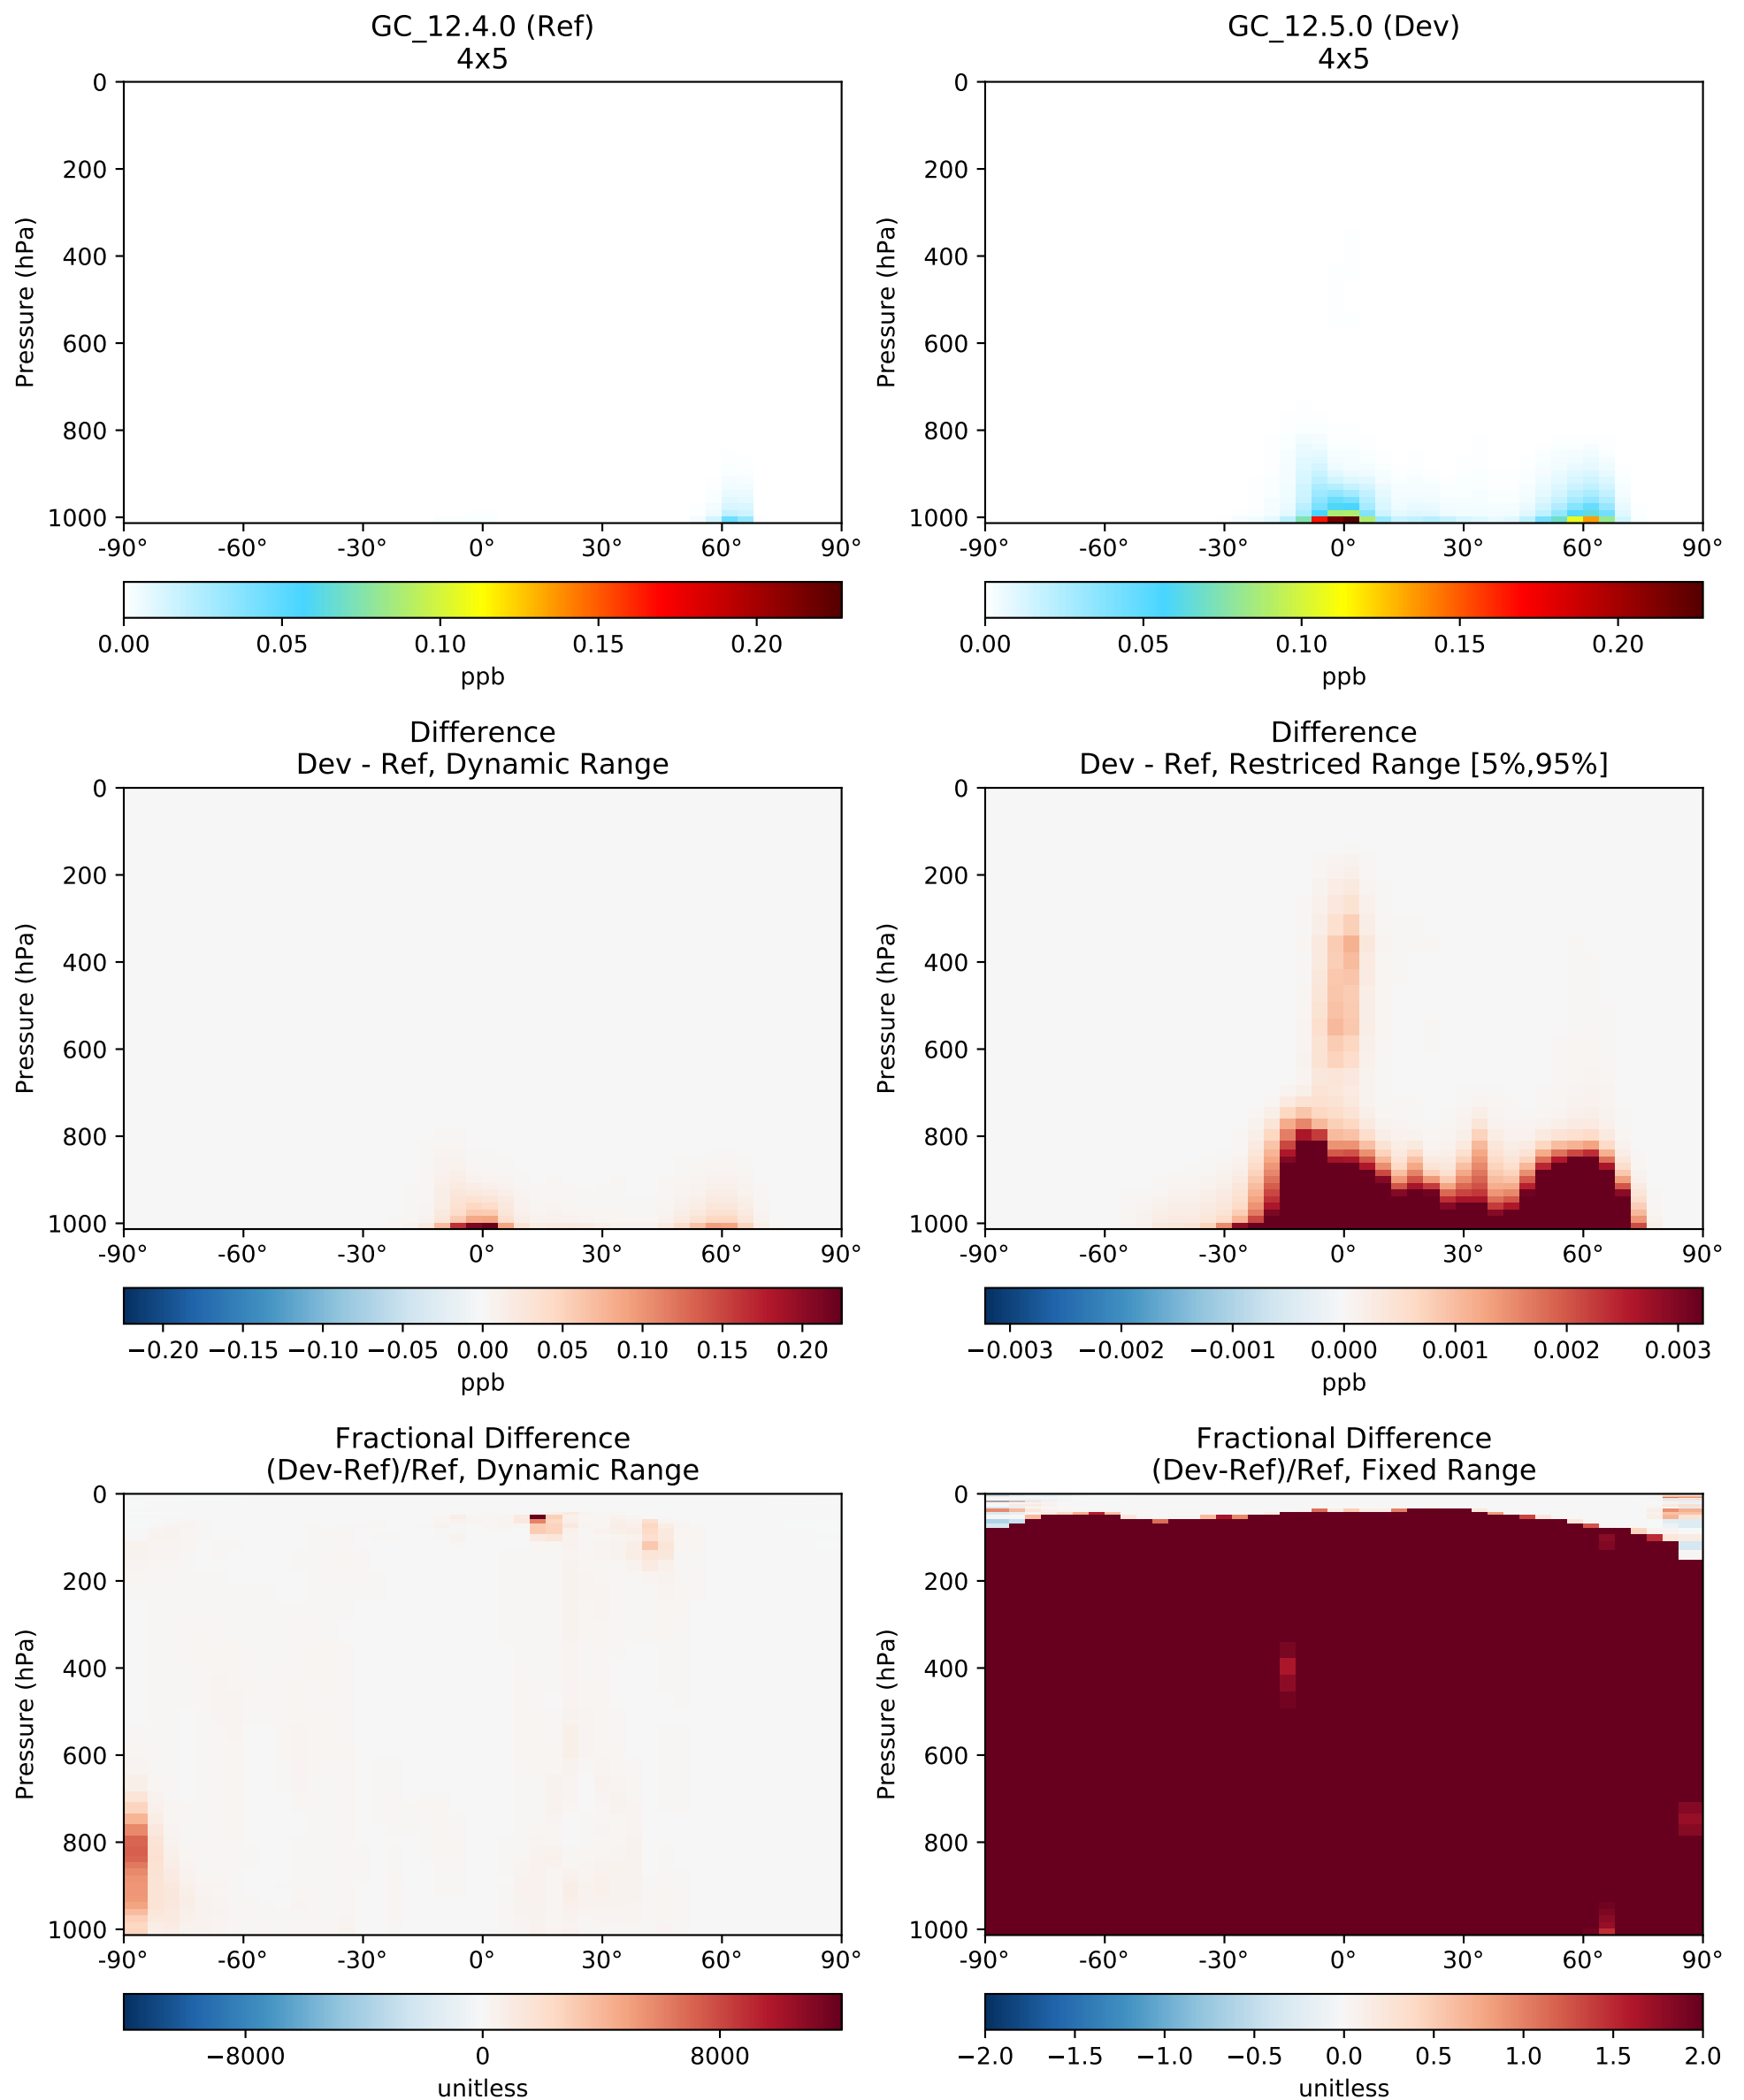 GC_12.4.0 (Ref)
4x5
0
200
400
600
800
1000
Pressure (hPa)
-90° -60° -30° 0° 30° 60° 90°
0.00 0.05 0.10 0.15 0.20
ppb
GC_12.5.0 (Dev)
4x5
0
200
400
600
800
1000
Pressure (hPa)
-90° -60° -30° 0° 30° 60° 90°
0.00 0.05 0.10 0.15 0.20
ppb
Difference
Dev - Ref, Dynamic Range
0
200
400
600
800
1000
Pressure (hPa)
-90° -60° -30° 0° 30° 60° 90°
−0.20 −0.15 −0.10 −0.05 0.00 0.05 0.10 0.15 0.20
ppb
Difference
Dev - Ref, Restriced Range [5%,95%]
0
200
400
600
800
1000
Pressure (hPa)
-90° -60° -30° 0° 30° 60° 90°
−0.003 −0.002 −0.001 0.000 0.001 0.002 0.003
ppb
Fractional Difference
(Dev-Ref)/Ref, Dynamic Range
0
200
400
600
800
1000
Pressure (hPa)
-90° -60° -30° 0° 30° 60° 90°
−8000 0 8000
unitless
Fractional Difference
(Dev-Ref)/Ref, Fixed Range
0
200
400
600
800
1000
Pressure (hPa)
-90° -60° -30° 0° 30° 60° 90°
−2.0 −1.5 −1.0 −0.5 0.0 0.5 1.0 1.5 2.0
unitless